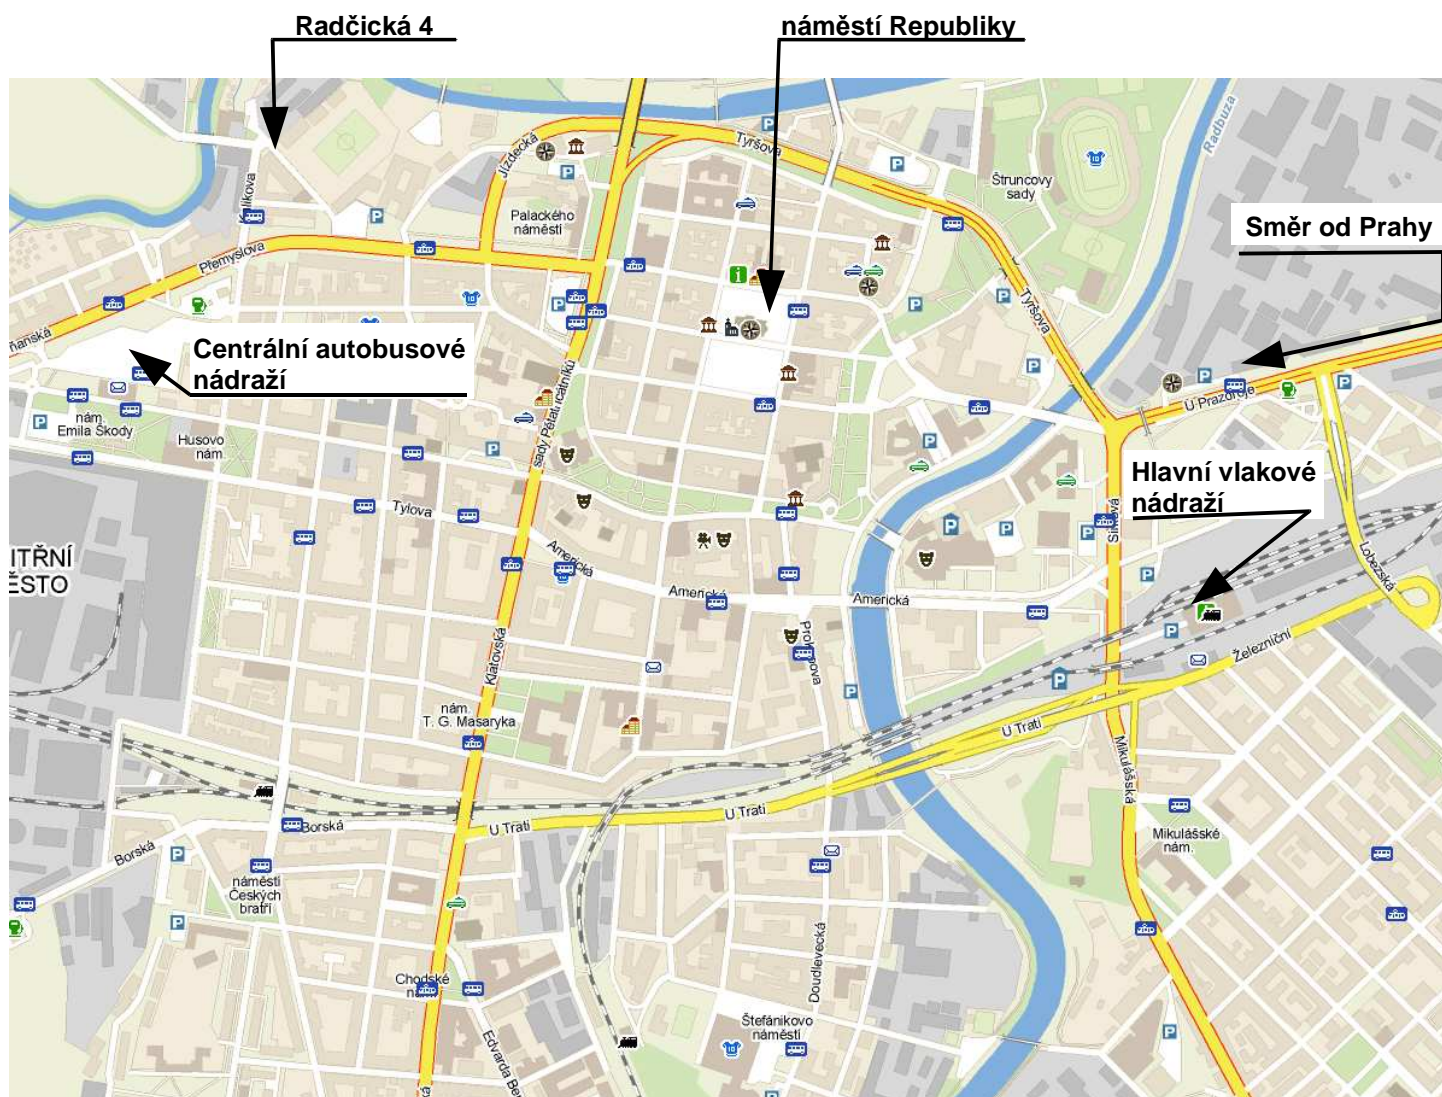 Radčická 4
náměstí Republiky
Radbuza
Jízdecká
Tyršova
Štruncovy
sady
Palackého
náměstí
Kalikova
Přemyslova
Směr od Prahy
Tyršova
Centrální autobusové
nádraží
sady Pětatřicátníků
U Prazdroje
nám.
Emila Škody
Husovo
nám.
Hlavní vlakové
nádraží
Tylova
Sirková
Americká
Lobezská
Americká
Americká
Prokopova
Klatovská
Železniční
nám.
T. G. Masaryka
U Trati
Mikulášská
U Trati
U Trati
Borská
Borská
Mikulášské
nám.
náměstí
Českých
bratří
Doudlevecká
Chodské
Štefánikovo
náměstí
Edvarda Be